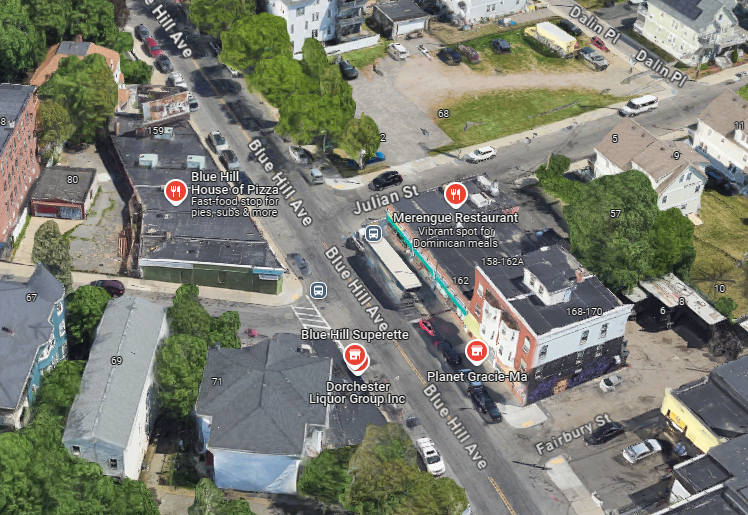 Hill Ave
Dalin Pl
Dalin Pl
8
159
68
2
5
9
11
80
Blue Hill Ave
Blue Hill
House of Pizza
Fast-food stop for
pies, subs & more
Julian St
Merengue Restaurant
Vibrant spot for
Dominican meals
57
158-162A
162
168-170
Blue Hill Ave
10
8
6
67
69
71
Blue Hill Superette
Dorchester
Liquor Group Inc
Planet Gracie-Ma
Blue Hill Ave
Fairbury St